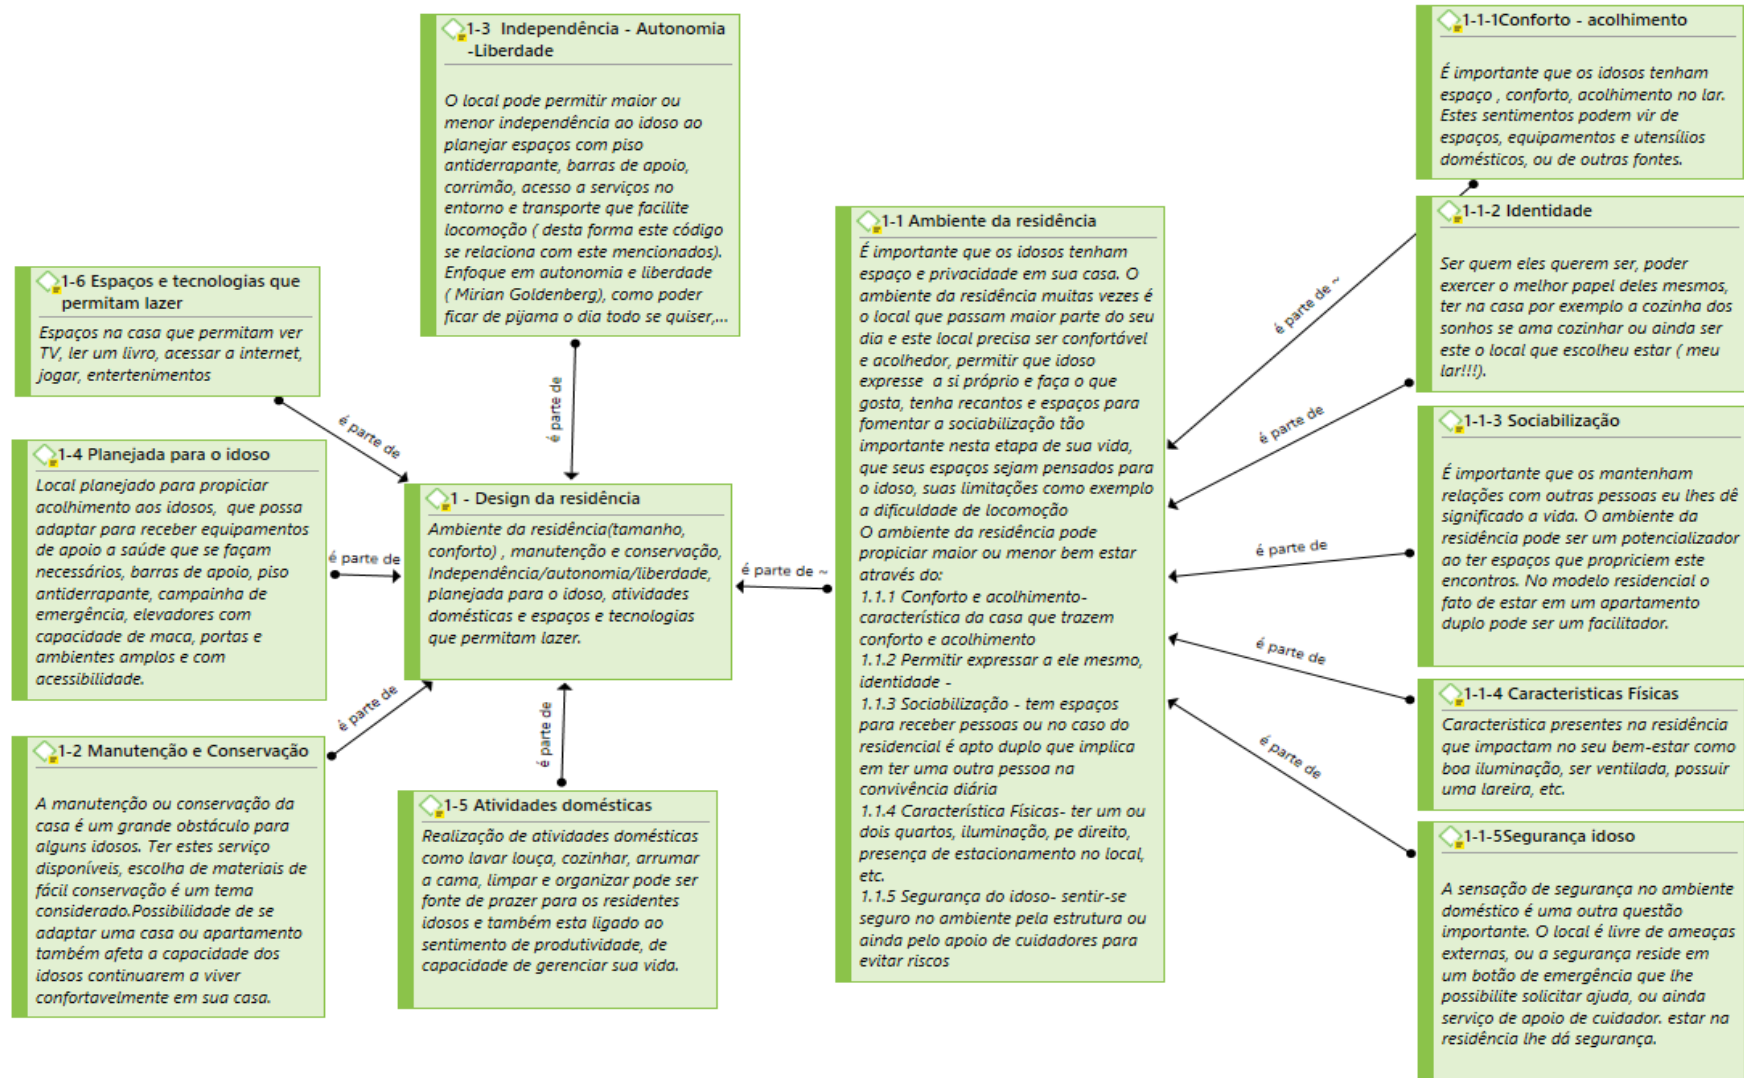 1-3 Independência - Autonomia
-Liberdade
O local pode permitir maior ou
menor independência ao idoso ao
planejar espaços com piso
antiderrapante, barras de apoio,
corrimão, acesso a serviços no
entorno e transporte que facilite
locomoção ( desta forma este código
se relaciona com este mencionados).
Enfoque em autonomia e liberdade
( Mirian Goldenberg), como poder
ficar de pijama o dia todo se quiser,...
1-6 Espaços e tecnologias que
permitam lazer
Espaços na casa que permitam ver
TV, ler um livro, acessar a internet,
jogar, entertenimentos
1-4 Planejada para o idoso
Local planejado para propiciar
acolhimento aos idosos, que possa
adaptar para receber equipamentos
de apoio a saúde que se façam
necessários, barras de apoio, piso
antiderrapante, campainha de
emergência, elevadores com
capacidade de maca, portas e
ambientes amplos e com
acessibilidade.
1-2 Manutenção e Conservação
A manutenção ou conservação da
casa é um grande obstáculo para
alguns idosos. Ter estes serviço
disponíveis, escolha de materiais de
fácil conservação é um tema
considerado.Possibilidade de se
adaptar uma casa ou apartamento
também afeta a capacidade dos
idosos continuarem a viver
confortavelmente em sua casa.
é parte de
é parte de
é parte de
é parte de
é parte de
1 - Design da residência
Ambiente da residência(tamanho,
conforto) , manutenção e conservação,
Independência/autonomia/liberdade,
planejada para o idoso, atividades
domésticas e espaços e tecnologias
que permitam lazer.
1-5 Atividades domésticas
Realização de atividades domésticas
como lavar louça, cozinhar, arrumar
a cama, limpar e organizar pode ser
fonte de prazer para os residentes
idosos e também esta ligado ao
sentimento de produtividade, de
capacidade de gerenciar sua vida.
é parte de ~
1-1 Ambiente da residência
É importante que os idosos tenham
espaço e privacidade em sua casa. O
ambiente da residência muitas vezes é
o local que passam maior parte do seu
dia e este local precisa ser confortável
e acolhedor, permitir que idoso
expresse a si próprio e faça o que
gosta, tenha recantos e espaços para
fomentar a sociabilização tão
importante nesta etapa de sua vida,
que seus espaços sejam pensados para
o idoso, suas limitações como exemplo
a dificuldade de locomoção
O ambiente da residência pode
propiciar maior ou menor bem estar
através do:
1.1.1 Conforto e acolhimento-
característica da casa que trazem
conforto e acolhimento
1.1.2 Permitir expressar a ele mesmo,
identidade -
1.1.3 Sociabilização - tem espaços
para receber pessoas ou no caso do
residencial é apto duplo que implica
em ter uma outra pessoa na
convivência diária
1.1.4 Característica Físicas- ter um ou
dois quartos, iluminação, pe direito,
presença de estacionamento no local,
etc.
1.1.5 Segurança do idoso- sentir-se
seguro no ambiente pela estrutura ou
ainda pelo apoio de cuidadores para
evitar riscos
é parte de ~
é parte de
é parte de
é parte de
é parte de
1-1-1Conforto - acolhimento
É importante que os idosos tenham
espaço , conforto, acolhimento no lar.
Estes sentimentos podem vir de
espaços, equipamentos e utensílios
domésticos, ou de outras fontes.
1-1-2 Identidade
Ser quem eles querem ser, poder
exercer o melhor papel deles mesmos,
ter na casa por exemplo a cozinha dos
sonhos se ama cozinhar ou ainda ser
este o local que escolheu estar ( meu
lar!!!).
1-1-3 Sociabilização
É importante que os mantenham
relações com outras pessoas eu lhes dê
significado a vida. O ambiente da
residência pode ser um potencializador
ao ter espaços que propriciem este
encontros. No modelo residencial o
fato de estar em um apartamento
duplo pode ser um facilitador.
1-1-4 Caracteristicas Físicas
Caracteristica presentes na residência
que impactam no seu bem-estar como
boa iluminação, ser ventilada, possuir
uma lareira, etc.
1-1-5Segurança idoso
A sensação de segurança no ambiente
doméstico é uma outra questão
importante. O local é livre de ameaças
externas, ou a segurança reside em
um botão de emergência que lhe
possibilite solicitar ajuda, ou ainda
serviço de apoio de cuidador. estar na
residência lhe dá segurança.